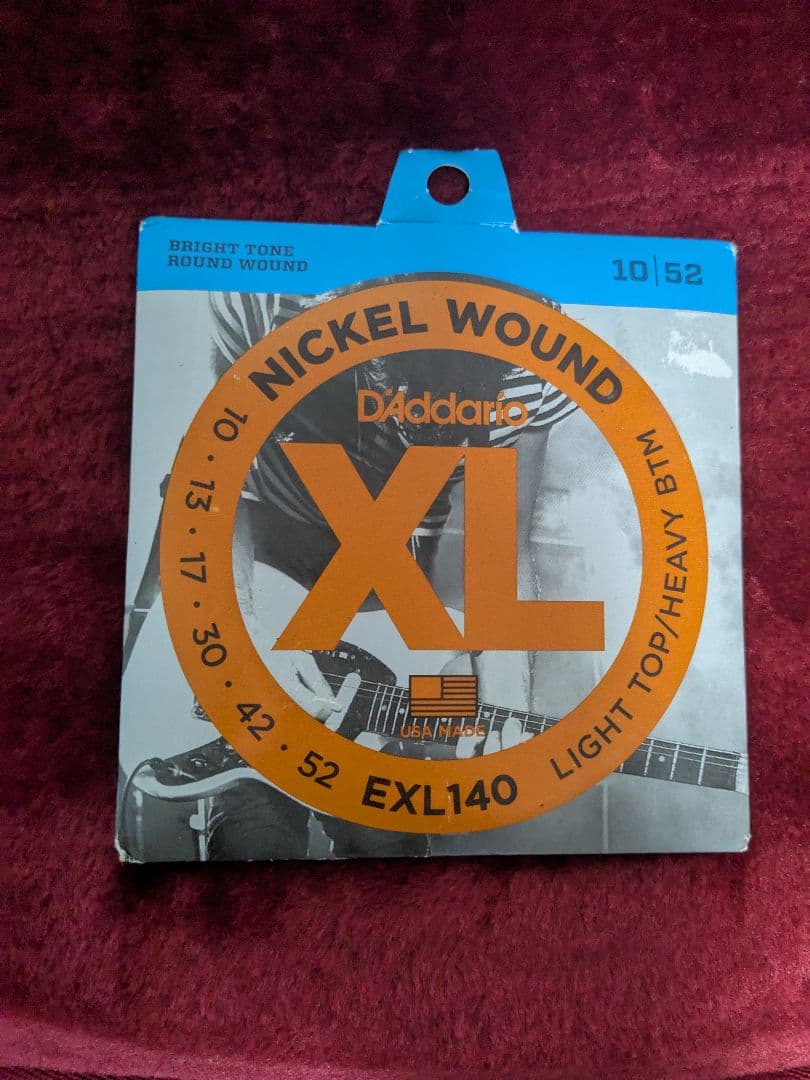 BRIGHT TONE
ROUND WOUND
10|52
NICKEL WOUND
D'Addario
XL
USA MADE
10 · 13 · 17 · 30 · 42 · 52
EXL140
LIGHT TOP/HEAVY BTM